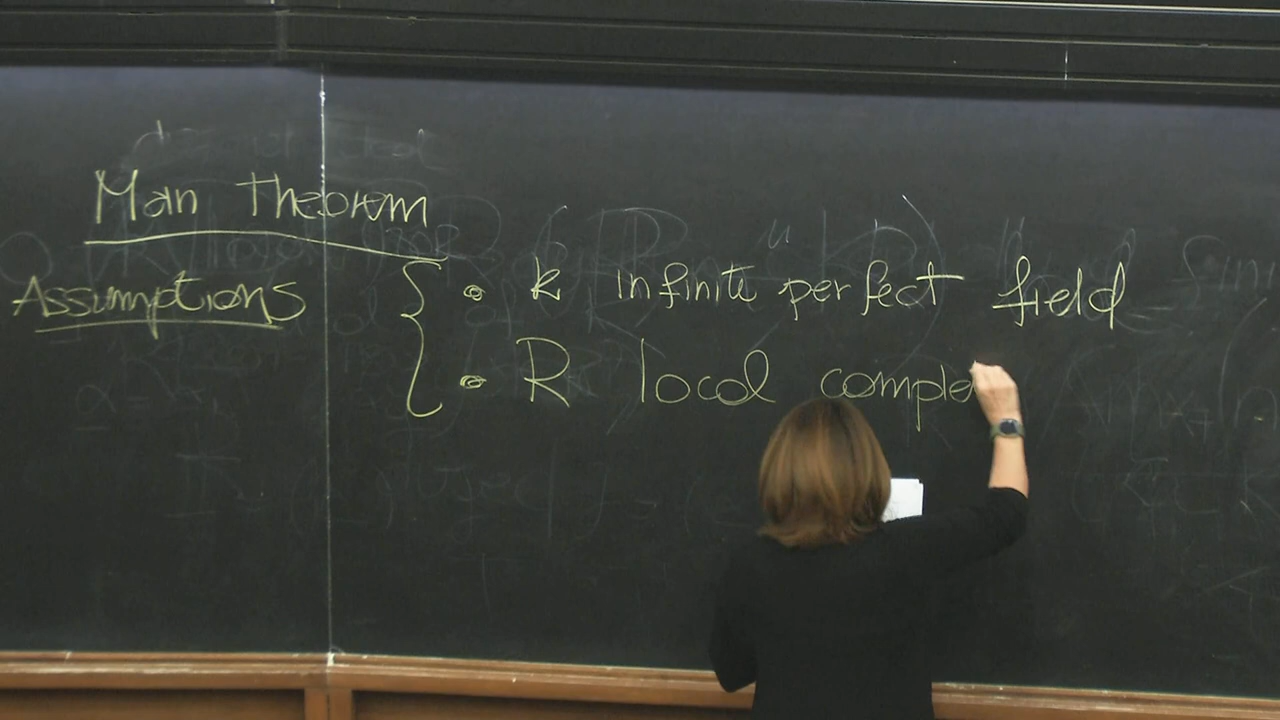 Main Theorem
Assumptions
• k infinite perfect field
• R local comple